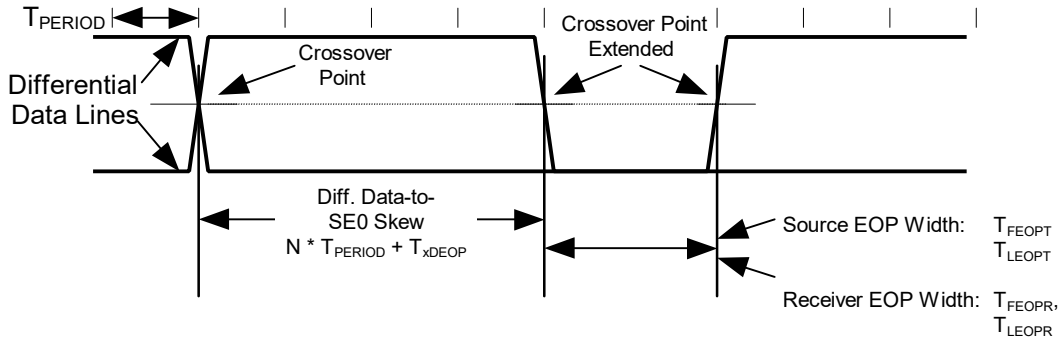 TPERIOD
Crossover
Point
Crossover Point
Extended
Differential
Data Lines
Diff. Data-to-
SE0 Skew
N * TPERIOD + TxDEOP
Source EOP Width: TFEOPT
TLEOPT
Receiver EOP Width: TFEOPR,
TLEOPR